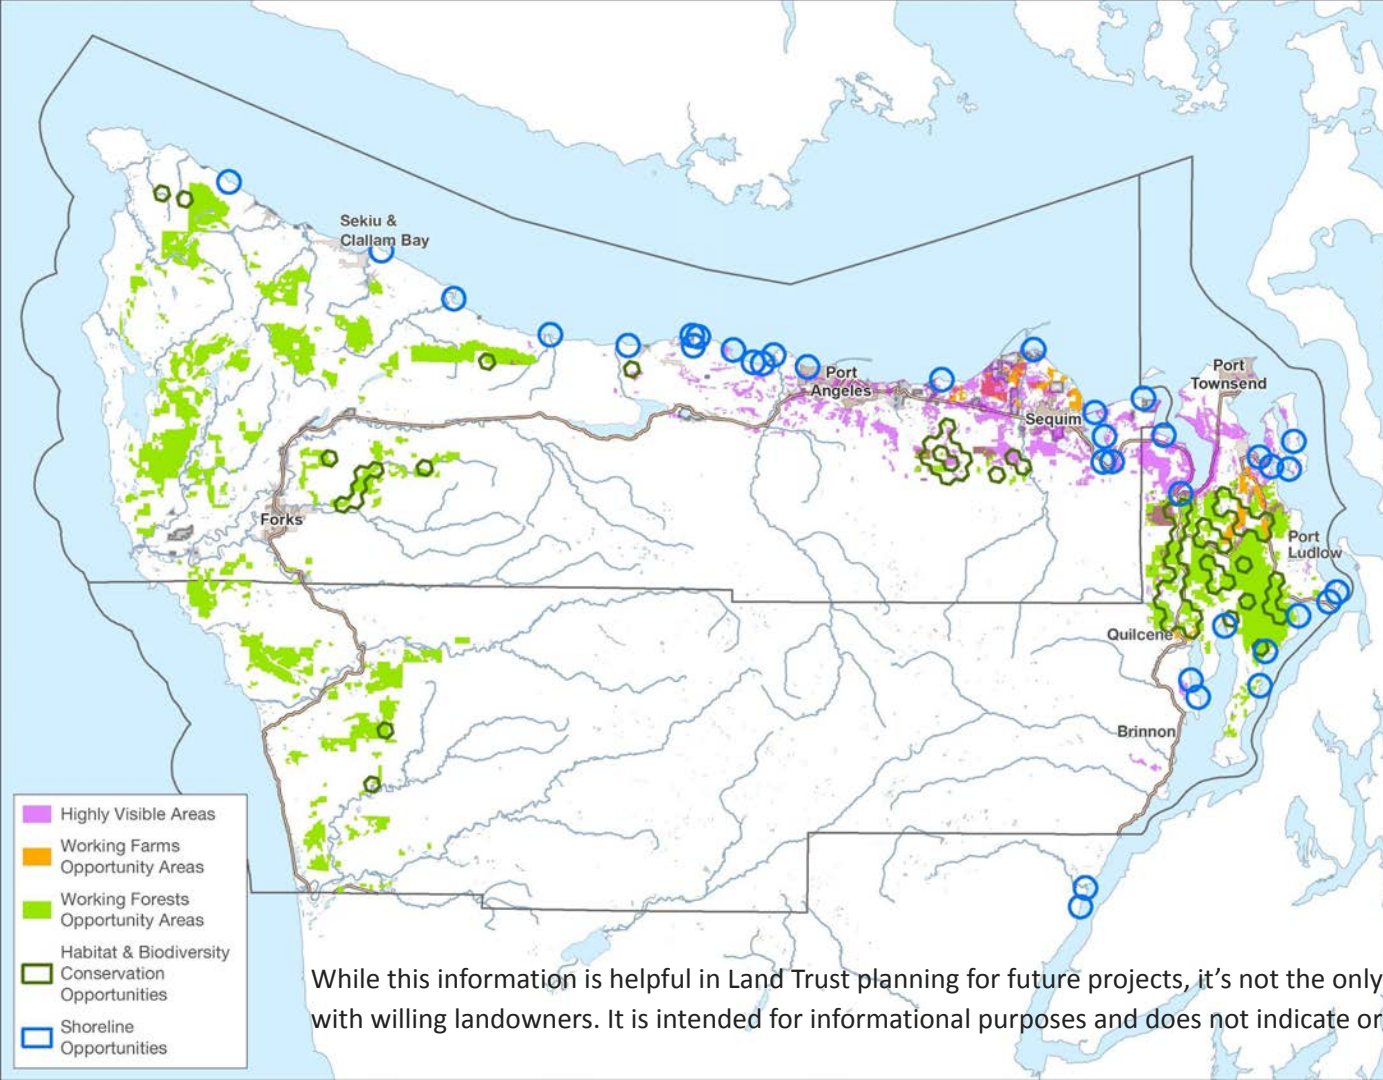 Sekiu &
Clallam Bay
Port
Angeles
Sequim
Port
Townsend
Forks
Port
Ludlow
Quilcene
Brinnon
Highly Visible Areas
Working Farms
Opportunity Areas
Working Forests
Opportunity Areas
Habitat & Biodiversity
Conservation
Opportunities
Shoreline
Opportunities
While this information is helpful in Land Trust planning for future projects, it’s not the only
with willing landowners. It is intended for informational purposes and does not indicate or